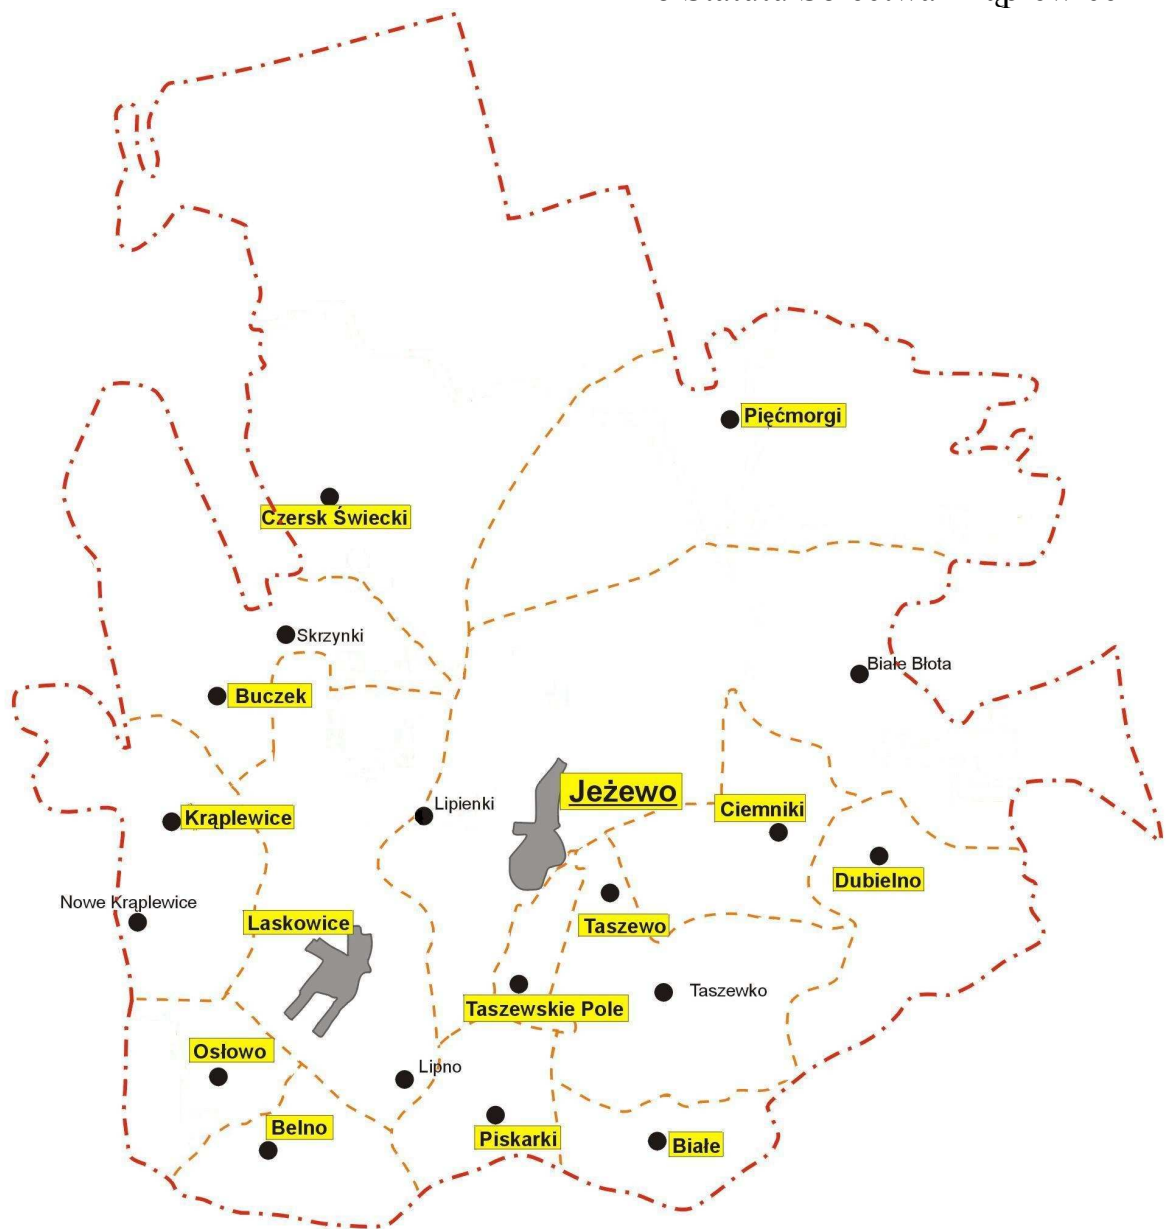 Pięćmorgi
Czersk Świecki
Skrzynki
Białe Błota
Buczek
Jeżewo
Lipienki
Ciemniki
Krąplewice
Dubielno
Nowe Krąplewice
Laskowice
Taszewo
Taszewko
Taszewskie Pole
Osłowo
Lipno
Belno
Piskarki
Białe